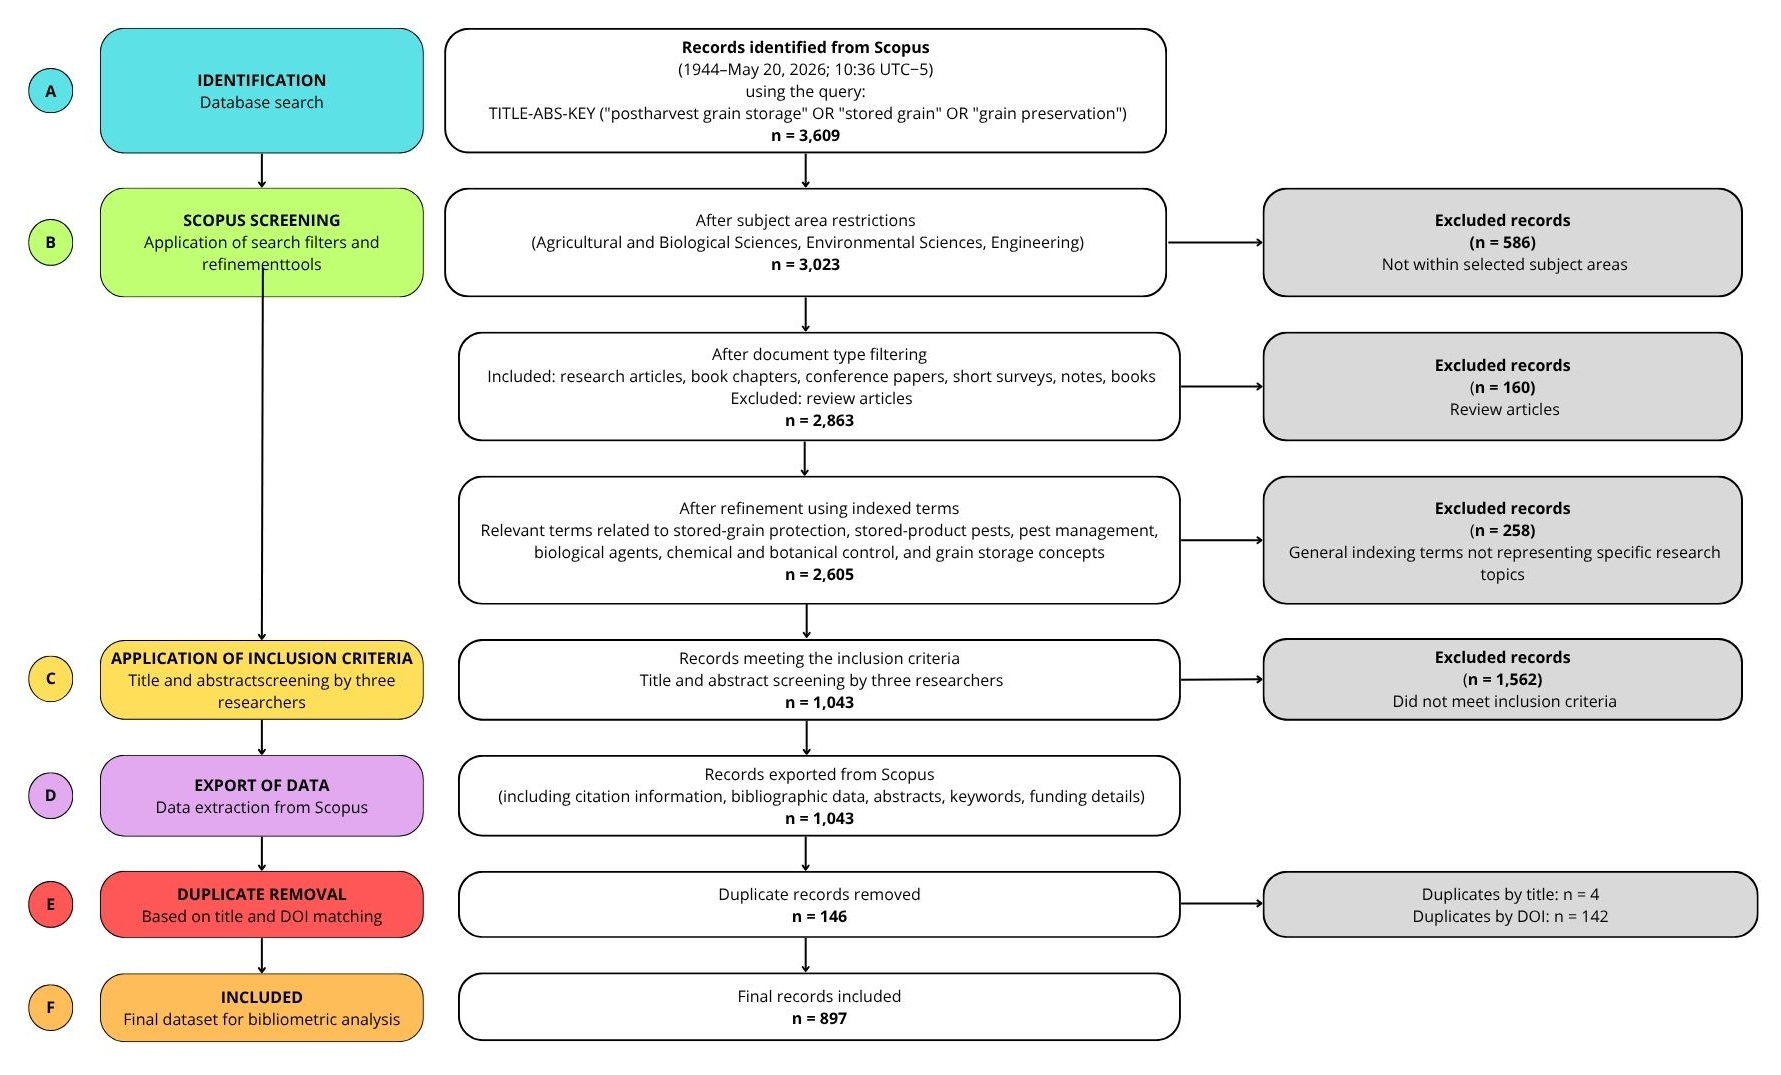 A
IDENTIFICATION
Database search
Records identified from Scopus
(1944–May 20, 2026; 10:36 UTC−5)
using the query:
TITLE-ABS-KEY ("postharvest grain storage" OR "stored grain" OR "grain preservation")
n = 3,609
B
SCOPUS SCREENING
Application of search filters and
refinementtools
After subject area restrictions
(Agricultural and Biological Sciences, Environmental Sciences, Engineering)
n = 3,023
Excluded records
(n = 586)
Not within selected subject areas
After document type filtering
Included: research articles, book chapters, conference papers, short surveys, notes, books
Excluded: review articles
n = 2,863
Excluded records
(n = 160)
Review articles
After refinement using indexed terms
Relevant terms related to stored-grain protection, stored-product pests, pest management,
biological agents, chemical and botanical control, and grain storage concepts
n = 2,605
Excluded records
(n = 258)
General indexing terms not representing specific research
topics
C
APPLICATION OF INCLUSION CRITERIA
Title and abstractscreening by three
researchers
Records meeting the inclusion criteria
Title and abstract screening by three researchers
n = 1,043
Excluded records
(n = 1,562)
Did not meet inclusion criteria
D
EXPORT OF DATA
Data extraction from Scopus
Records exported from Scopus
(including citation information, bibliographic data, abstracts, keywords, funding details)
n = 1,043
E
DUPLICATE REMOVAL
Based on title and DOI matching
Duplicate records removed
n = 146
Duplicates by title: n = 4
Duplicates by DOI: n = 142
F
INCLUDED
Final dataset for bibliometric analysis
Final records included
n = 897